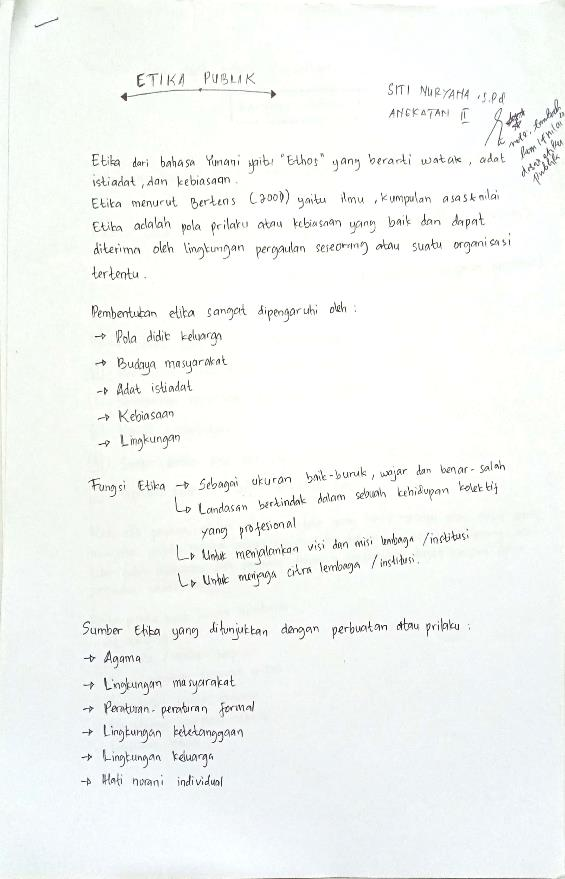 ETIKA PUBLIK
SITI NURYANA, S.Pd
ANGKATAN II
Etika dari bahasa Yunani yaitu "Ethos" yang berarti watak, adat
istiadat, dan kebiasaan.
Etika menurut Bertens (2000) yaitu ilmu, kumpulan asas & nilai
Etika adalah pola prilaku atau kebiasaan yang baik dan dapat
diterima oleh lingkungan pergaulan seseorang atau suatu organisasi
tertentu.
Pembentukan etika sangat dipengaruhi oleh :
→ Pola didik keluarga
→ Budaya masyarakat
→ Adat istiadat
→ Kebiasaan
→ Lingkungan
Fungsi Etika → Sebagai ukuran baik-buruk, wajar dan benar-salah
↳ Landasan bertindak dalam sebuah kehidupan kolektif
yang profesional
↳ Untuk menjalankan visi dan misi lembaga / institusi
↳ Untuk menjaga citra lembaga / institusi.
Sumber Etika yang ditunjukkan dengan perbuatan atau prilaku :
→ Agama
→ Lingkungan masyarakat
→ Peraturan-peraturan formal
→ Lingkungan ketetanggaan
→ Lingkungan keluarga
→ Hati nurani individual